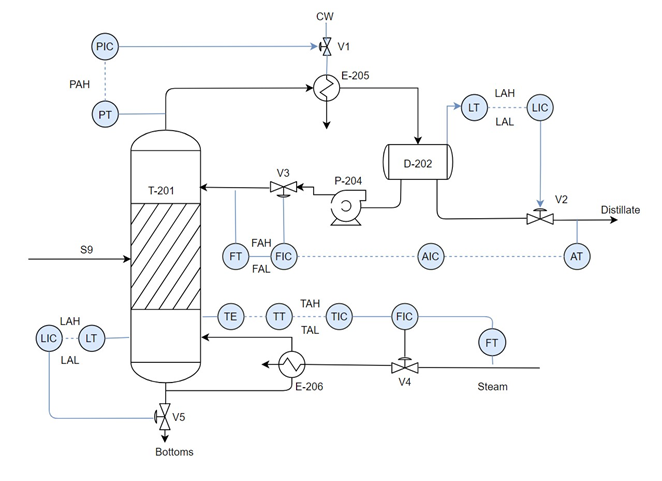 CW
PIC
V1
E-205
PAH
PT
LT
LAH
LAL
LIC
D-202
V3
P-204
T-201
V2
Distillate
S9
FT
FAH
FAL
FIC
AIC
AT
TE
TT
TAH
TAL
TIC
FIC
FT
LIC
LAH
LAL
LT
E-206
V4
Steam
V5
Bottoms